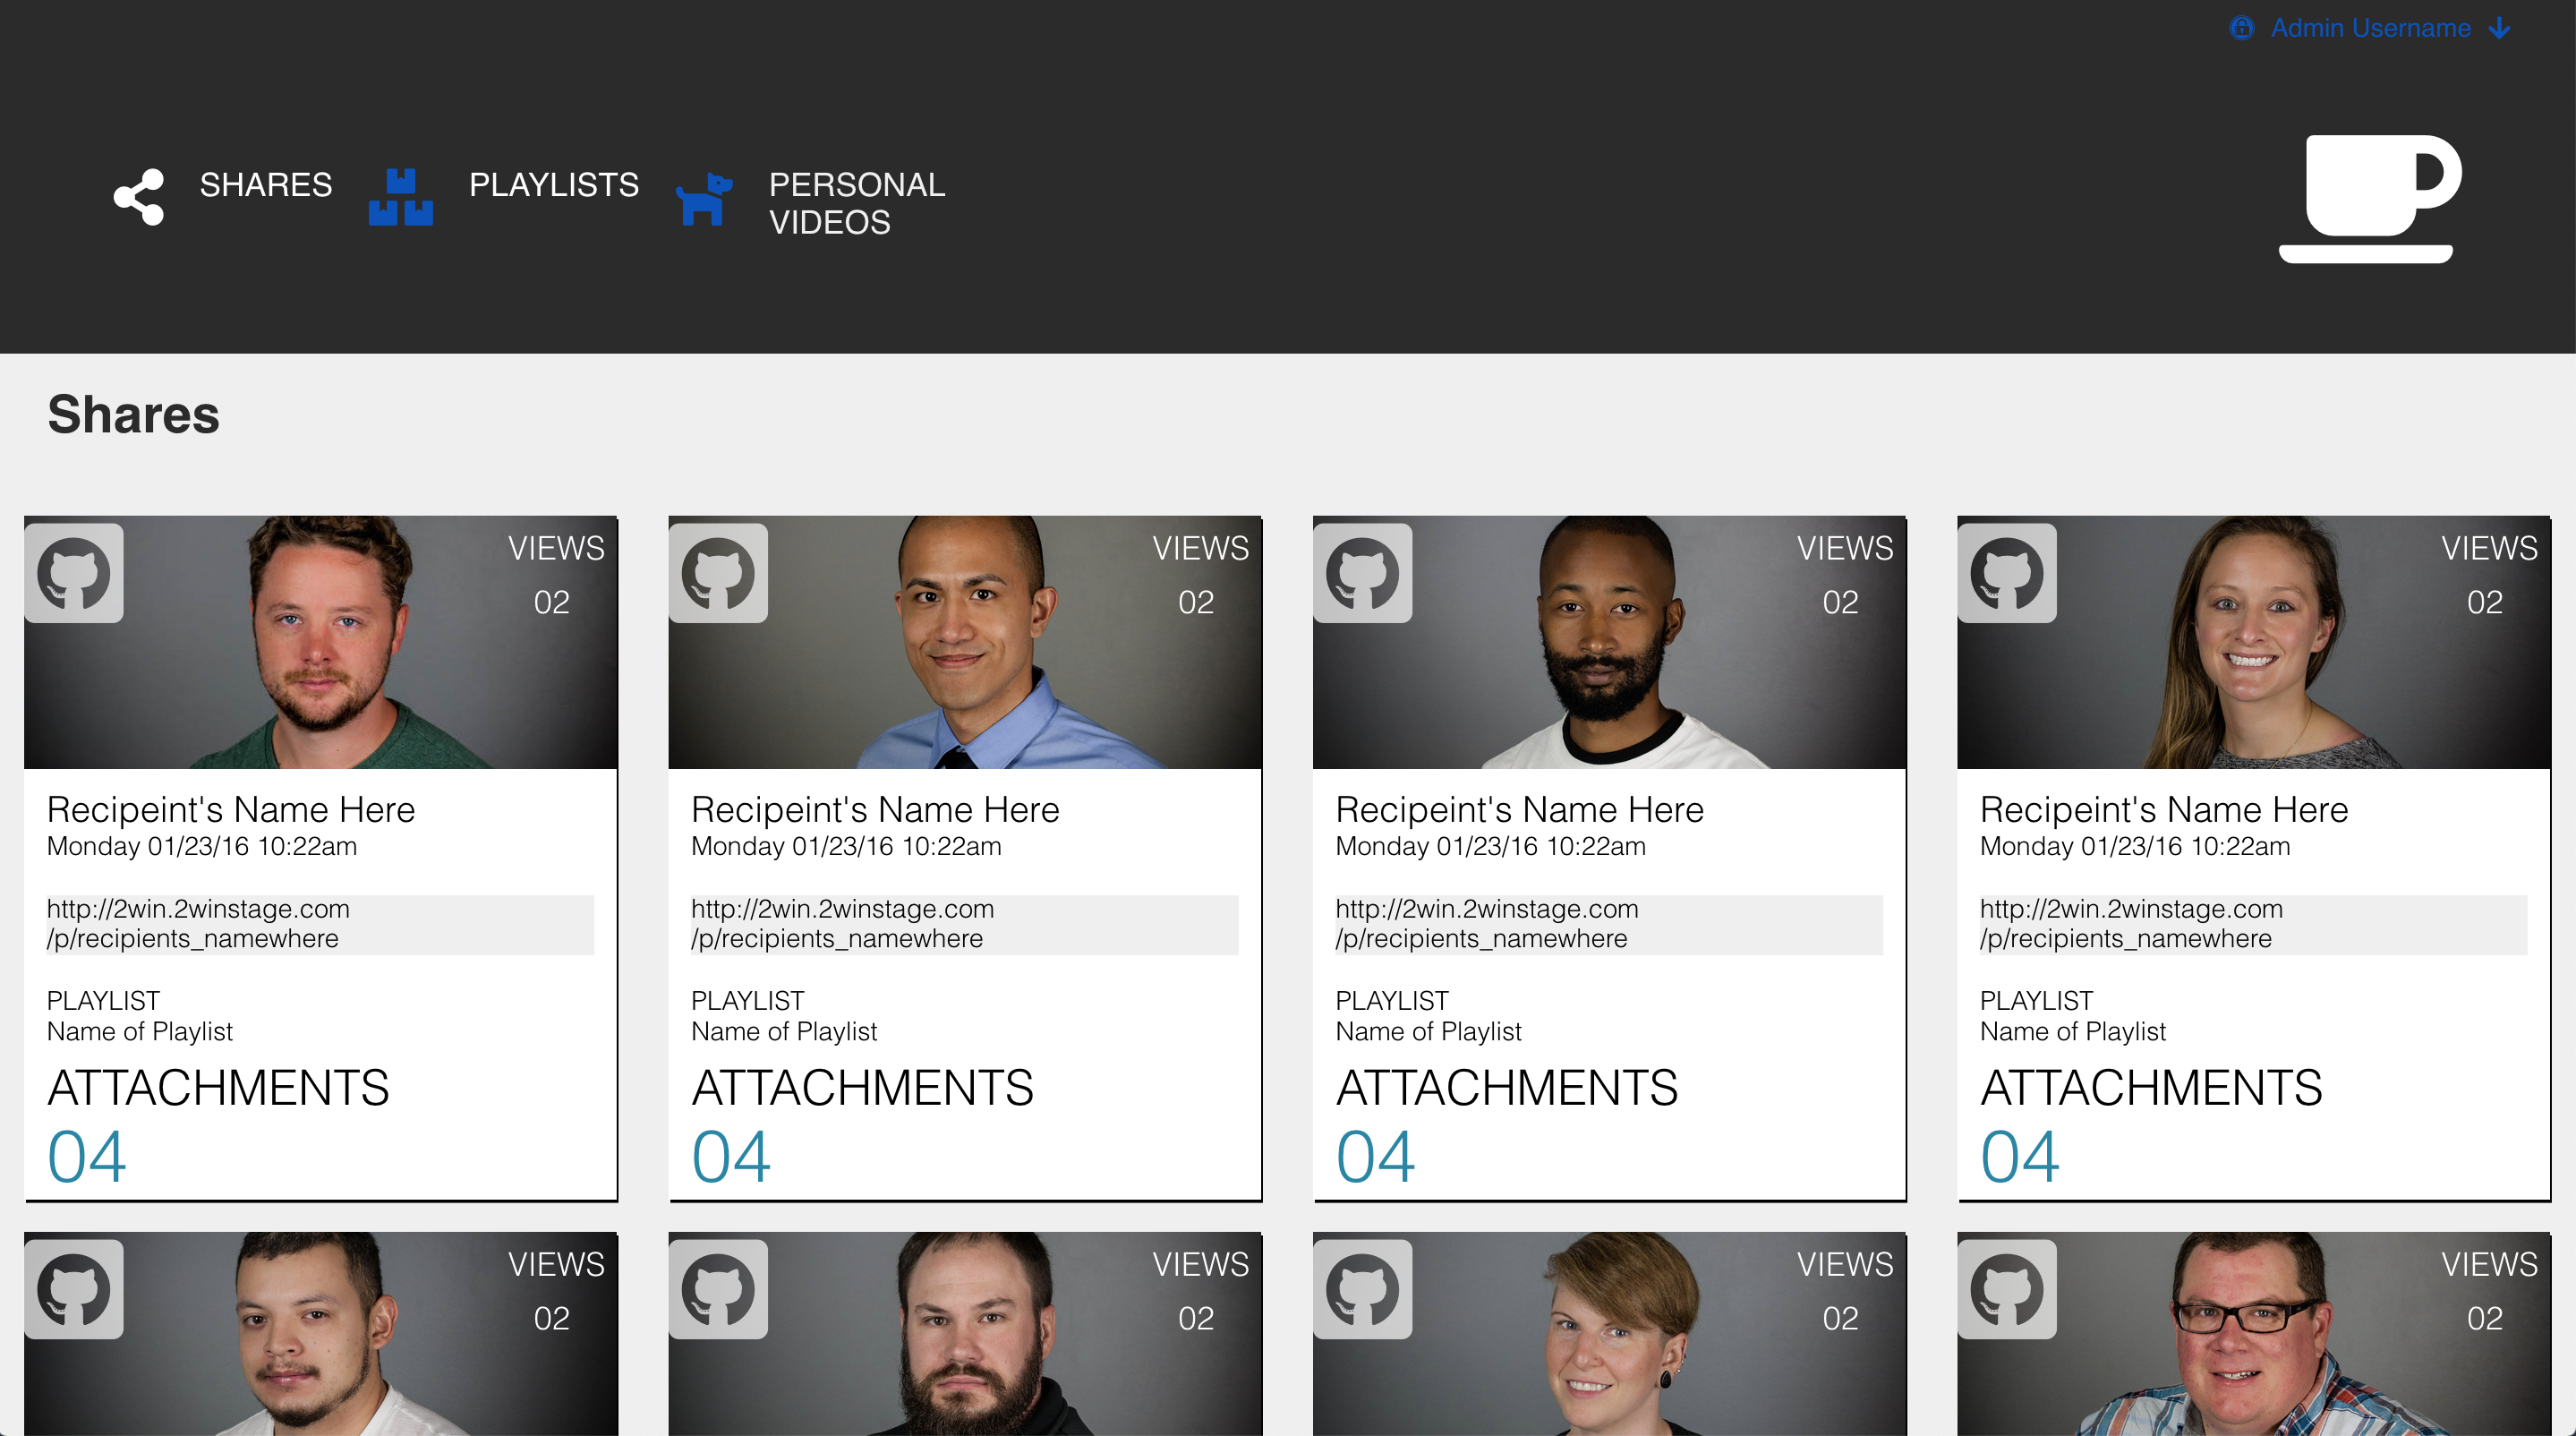 Admin Username
SHARES
PLAYLISTS
PERSONAL
VIDEOS
Shares
VIEWS
02
Recipeint's Name Here
Monday 01/23/16 10:22am
http://2win.2winstage.com
/p/recipients_namewhere
PLAYLIST
Name of Playlist
ATTACHMENTS
04
VIEWS
02
Recipeint's Name Here
Monday 01/23/16 10:22am
http://2win.2winstage.com
/p/recipients_namewhere
PLAYLIST
Name of Playlist
ATTACHMENTS
04
VIEWS
02
Recipeint's Name Here
Monday 01/23/16 10:22am
http://2win.2winstage.com
/p/recipients_namewhere
PLAYLIST
Name of Playlist
ATTACHMENTS
04
VIEWS
02
Recipeint's Name Here
Monday 01/23/16 10:22am
http://2win.2winstage.com
/p/recipients_namewhere
PLAYLIST
Name of Playlist
ATTACHMENTS
04
VIEWS
02
VIEWS
02
VIEWS
02
VIEWS
02